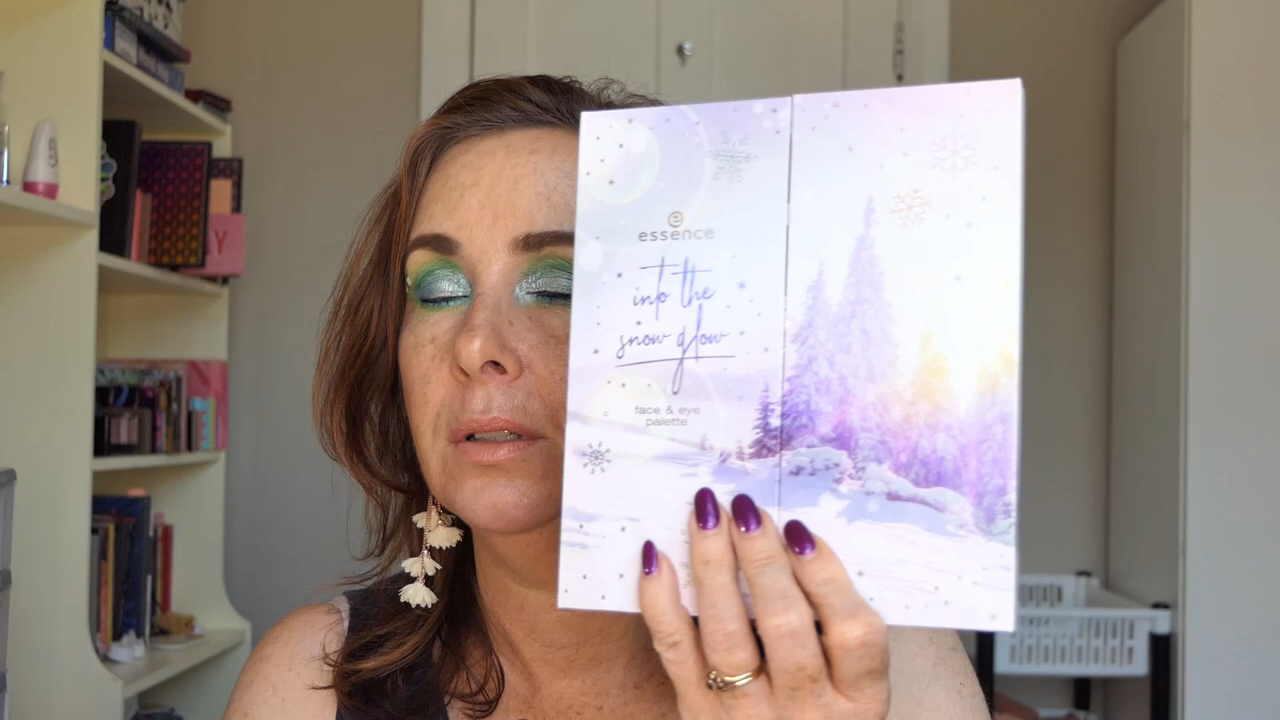 essence
into the
snow glow
face & eye
palette
Y